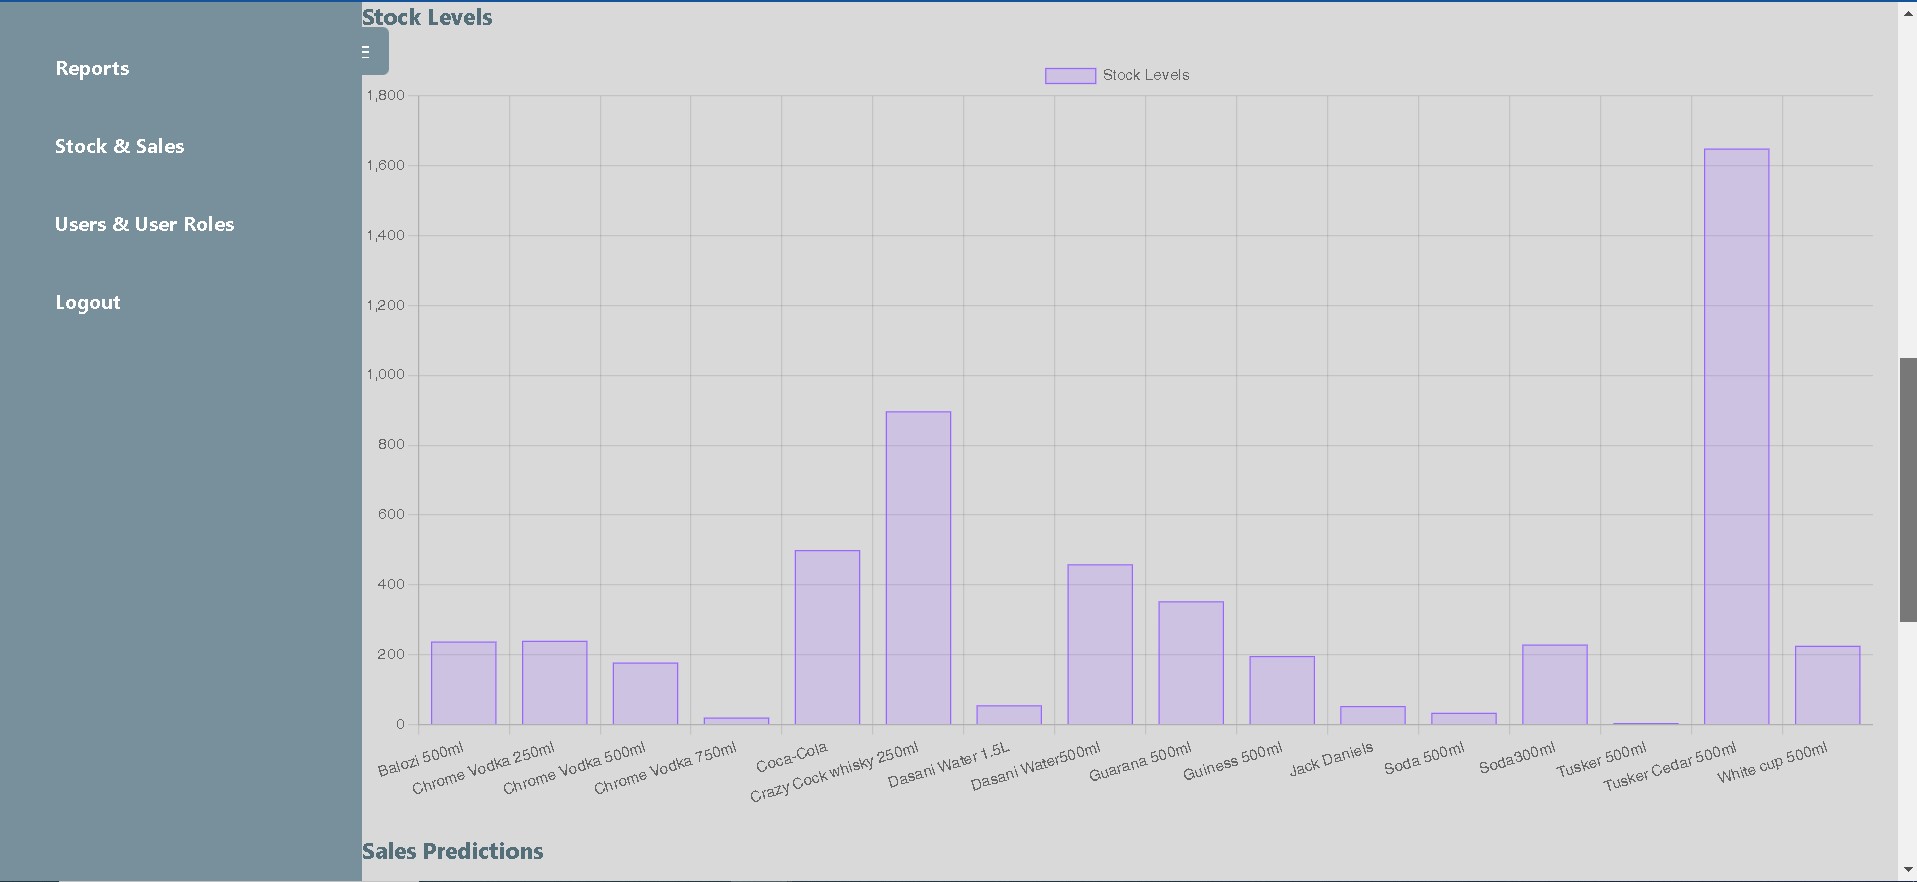 Stock Levels
Reports
Stock & Sales
Users & User Roles
Logout
Stock Levels
1,800
1,600
1,400
1,200
1,000
800
600
400
200
0
Balozi 500ml
Chrome Vodka 250ml
Chrome Vodka 500ml
Chrome Vodka 750ml
Coca-Cola
Crazy Cock whisky 250ml
Dasani Water 1.5L
Dasani Water500ml
Guarana 500ml
Guiness 500ml
Jack Daniels
Soda 500ml
Soda300ml
Tusker 500ml
Tusker Cedar 500ml
White cup 500ml
Sales Predictions